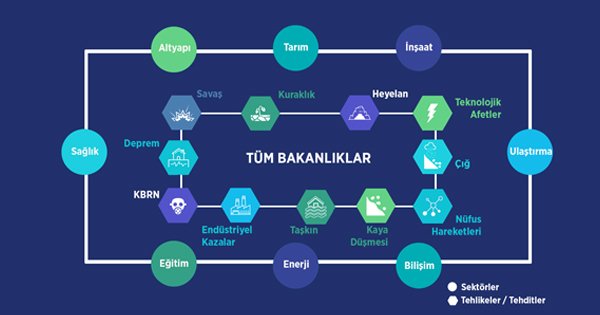 Altyapı
Tarım
İnşaat
Savaş
Kuraklık
Heyelan
Teknolojik
Afetler
Sağlık
Deprem
TÜM BAKANLIKLAR
Çığ
Ulaştırma
KBRN
Endüstriyel
Kazalar
Taşkın
Kaya
Düşmesi
Nüfus
Hareketleri
Eğitim
Enerji
Bilişim
Sektörler
Tehlikeler / Tehditler